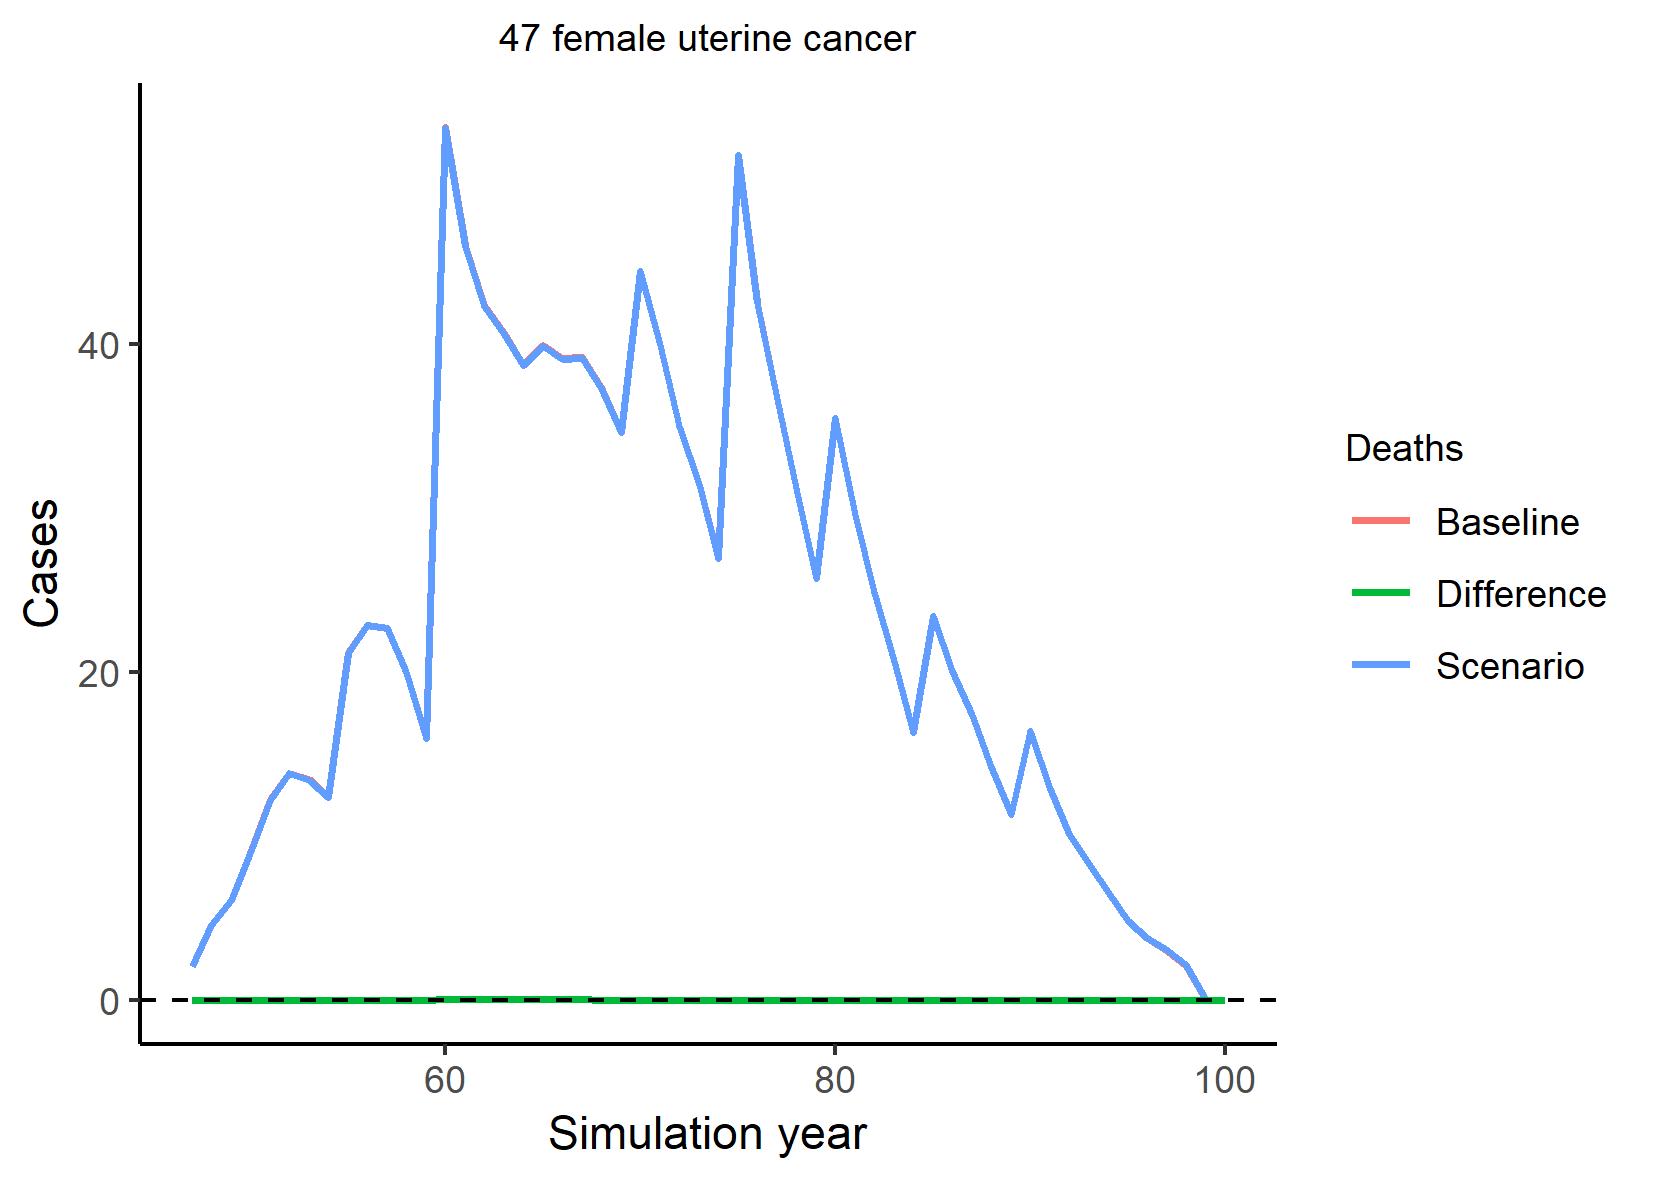 47 female uterine cancer
Cases
40
20
0
60
80
100
Simulation year
Deaths
Baseline
Difference
Scenario